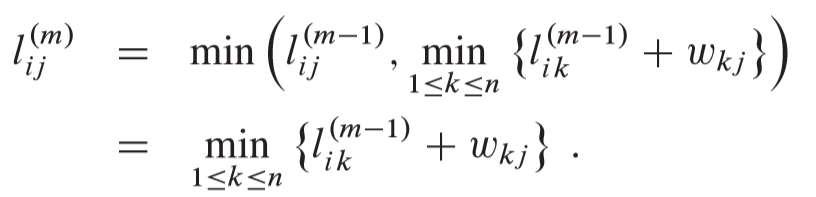 l_{ij}^{(m)} = min ( l_{ij}^{(m−1)}, min_{1≤k≤n} { l_{ik}^{(m−1)} + w_{kj} } )
= min_{1≤k≤n} { l_{ik}^{(m−1)} + w_{kj} } .